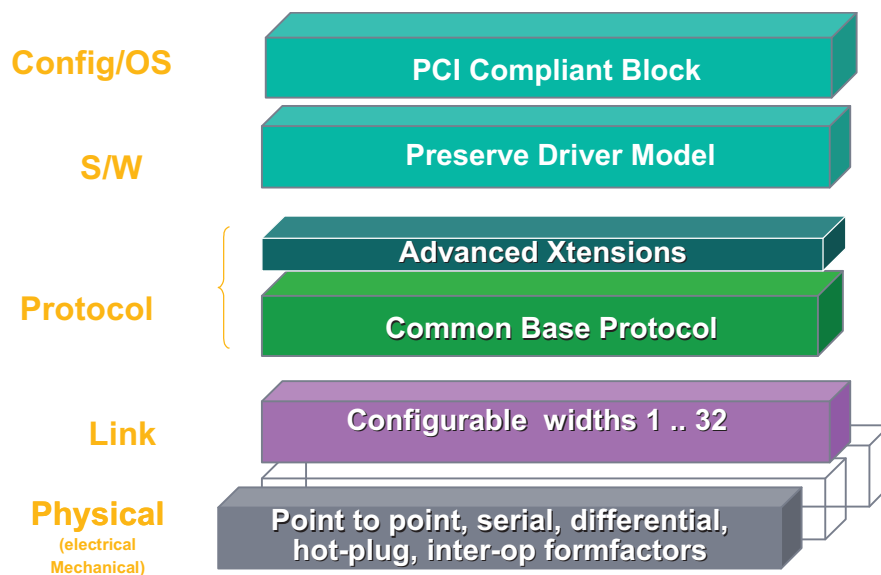 Config/OS
PCI Compliant Block
S/W
Preserve Driver Model
Protocol
Advanced Xtensions
Common Base Protocol
Link
Configurable widths 1 .. 32
Physical
(electrical
Mechanical)
Point to point, serial, differential,
hot-plug, inter-op formfactors